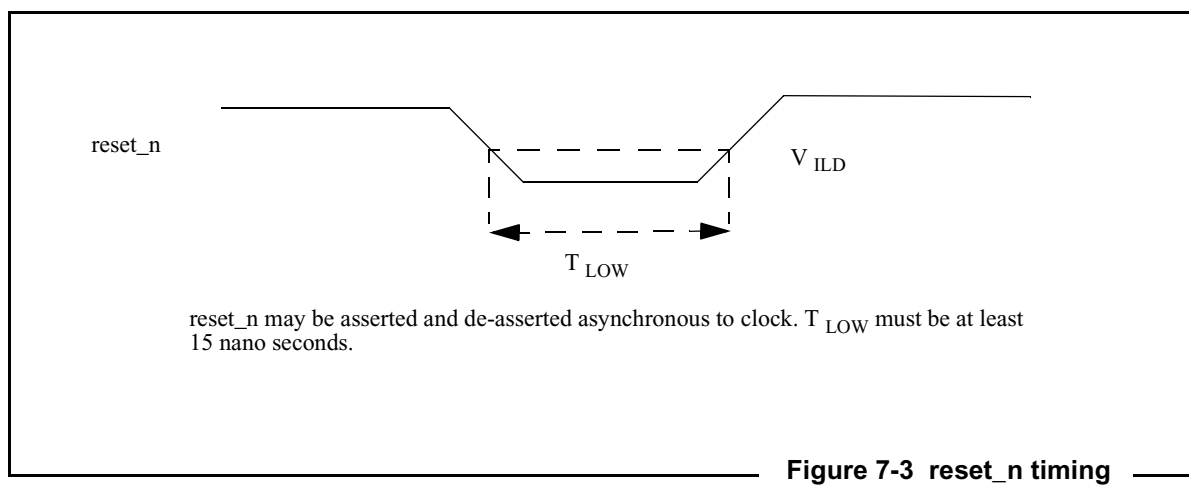 reset_n
V ILD
T LOW
reset_n may be asserted and de-asserted asynchronous to clock. T LOW must be at least
15 nano seconds.
Figure 7-3 reset_n timing